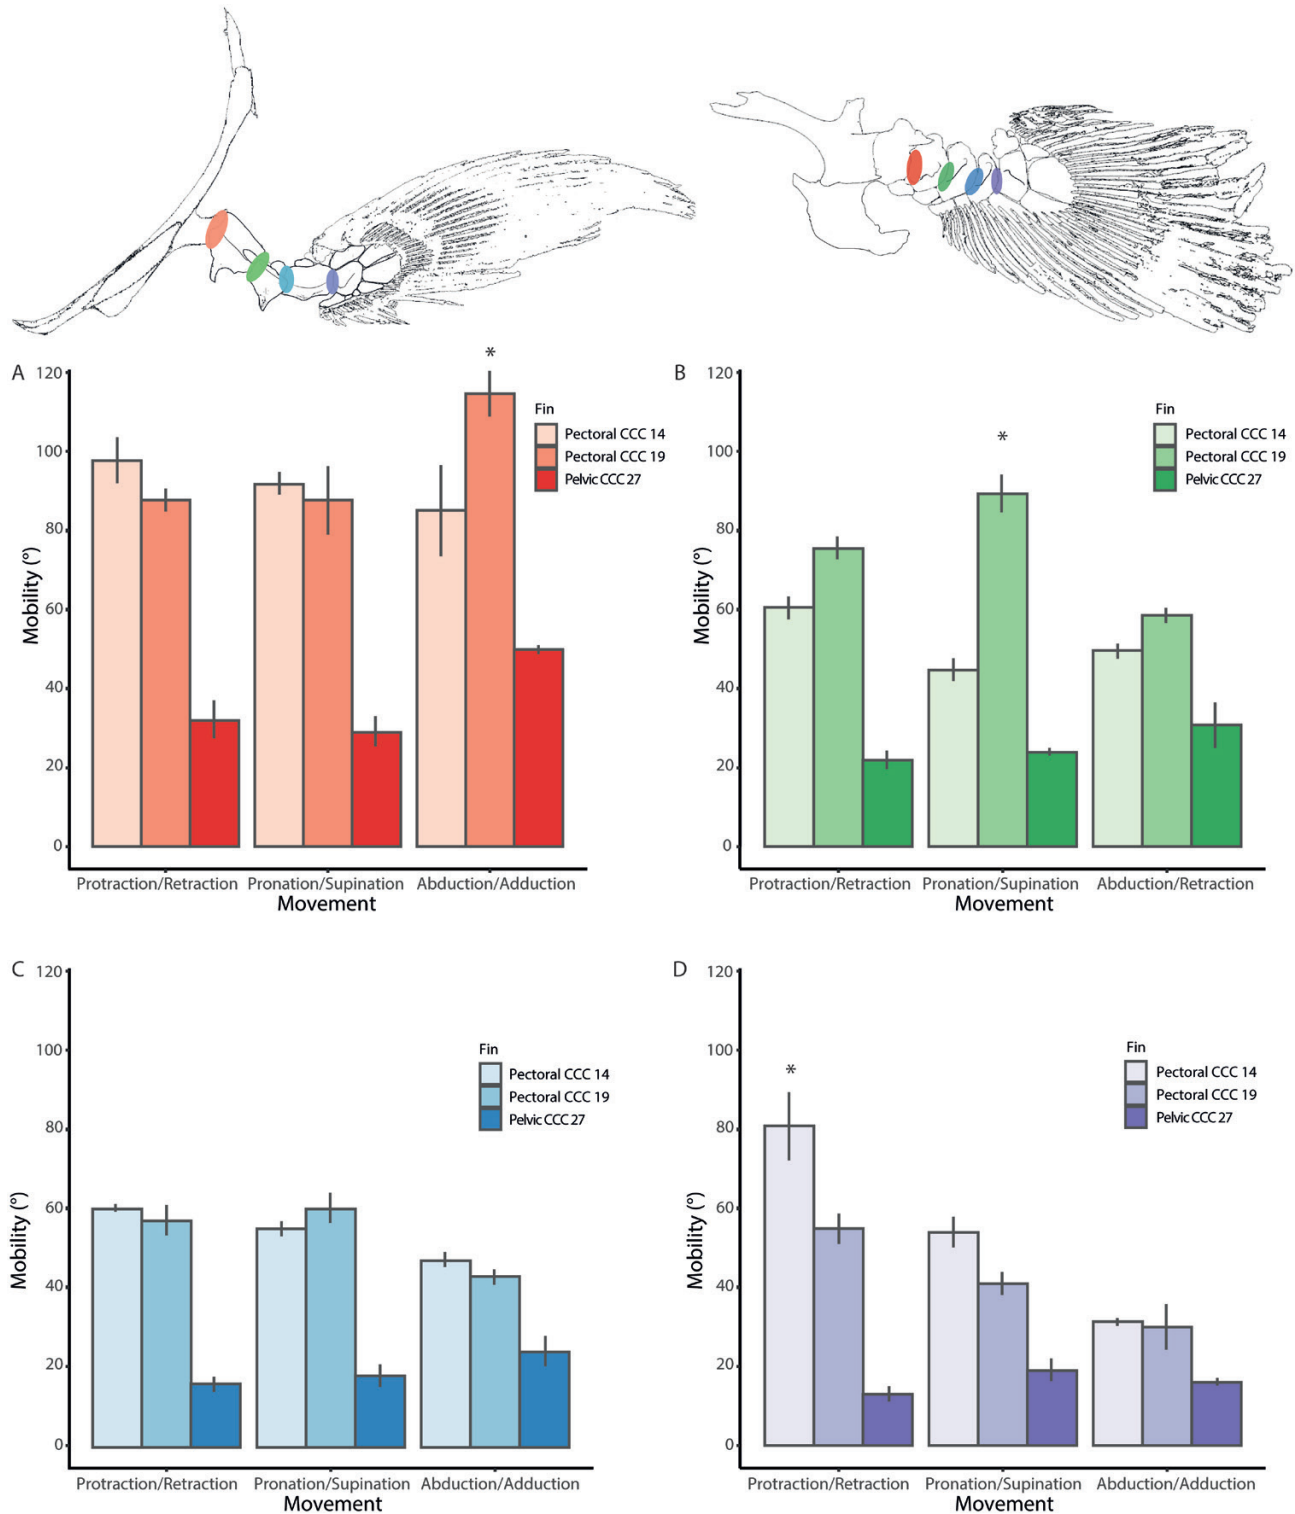 *
A
120
100
80
60
40
20
0
Mobility (°)
Fin
Pectoral CCC 14
Pectoral CCC 19
Pelvic CCC 27
Protraction/Retraction Pronation/Supination Abduction/Adduction
Movement
B
120
100
80
60
40
20
0
Mobility (°)
*
Fin
Pectoral CCC 14
Pectoral CCC 19
Pelvic CCC 27
Protraction/Retraction Pronation/Supination Abduction/Retraction
Movement
C
120
100
80
60
40
20
0
Mobility (°)
Fin
Pectoral CCC 14
Pectoral CCC 19
Pelvic CCC 27
Protraction/Retraction Pronation/Supination Abduction/Adduction
Movement
D
120
100
80
60
40
20
0
Mobility (°)
*
Fin
Pectoral CCC 14
Pectoral CCC 19
Pelvic CCC 27
Protraction/Retraction Pronation/Supination Abduction/Adduction
Movement